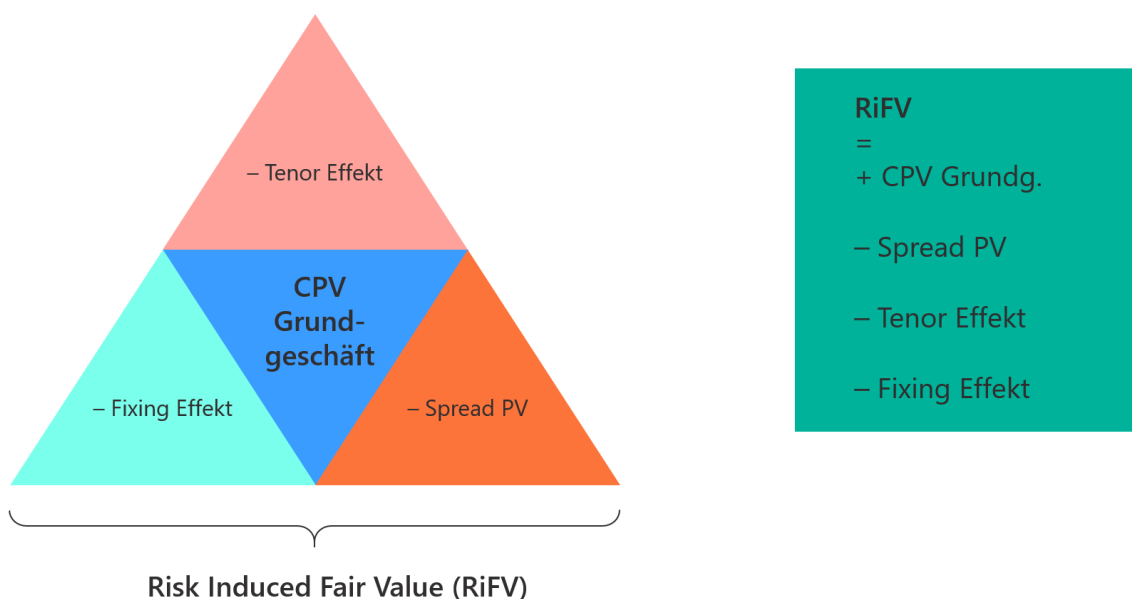 – Tenor Effekt
CPV
Grund-
geschäft
– Fixing Effekt
– Spread PV
Risk Induced Fair Value (RiFV)
RiFV
=
+ CPV Grundg.
– Spread PV
– Tenor Effekt
– Fixing Effekt